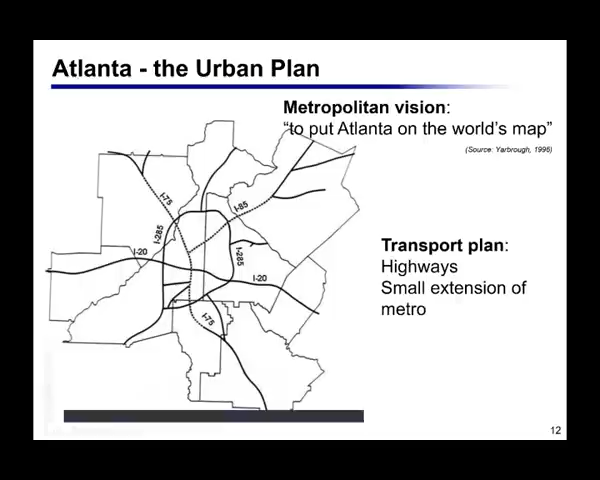 Atlanta - the Urban Plan
Metropolitan vision:
“to put Atlanta on the world’s map”
(Source: Yarbrough, 1996)
I-75
I-85
I-285
I-20
I-285
I-20
I-75
Transport plan:
Highways
Small extension of
metro
12